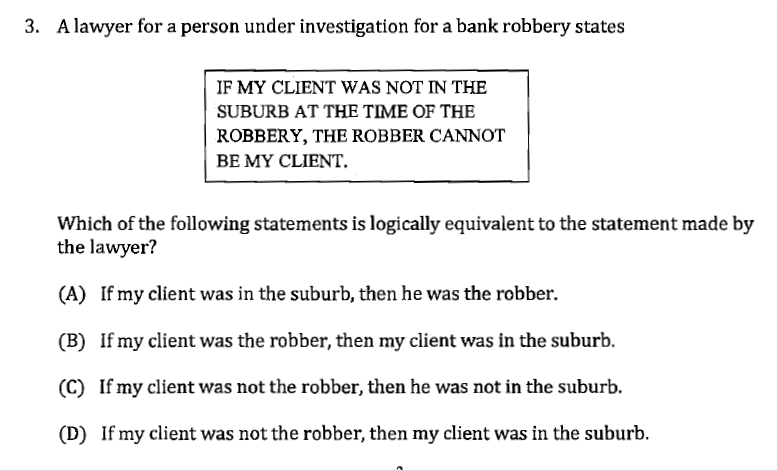 3. A lawyer for a person under investigation for a bank robbery states
IF MY CLIENT WAS NOT IN THE
SUBURB AT THE TIME OF THE
ROBBERY, THE ROBBER CANNOT
BE MY CLIENT.
Which of the following statements is logically equivalent to the statement made by
the lawyer?
(A) If my client was in the suburb, then he was the robber.
(B) If my client was the robber, then my client was in the suburb.
(C) If my client was not the robber, then he was not in the suburb.
(D) If my client was not the robber, then my client was in the suburb.